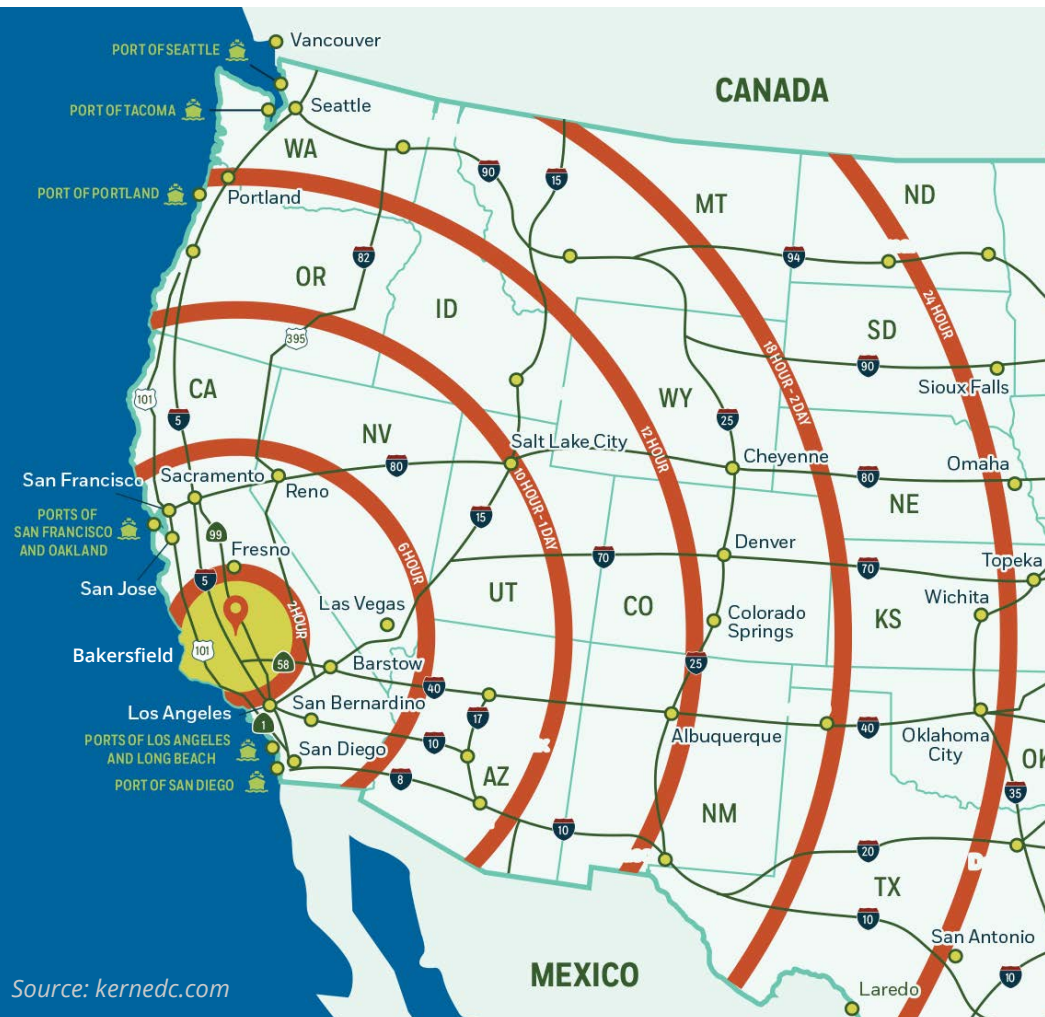 Vancouver
PORT OF SEATTLE
CANADA
PORT OF TACOMA
Seattle
WA
90
15
MT
ND
PORT OF PORTLAND
Portland
82
94
OR
ID
24 HOUR
SD
395
18 HOUR - 2 DAY
90
Sioux Falls
CA
101
5
WY
25
NV
12 HOUR
Salt Lake City
80
Cheyenne
80
Omaha
San Francisco
Sacramento
Reno
10 HOUR - 1 DAY
NE
PORTS OF
SAN FRANCISCO
AND OAKLAND
99
15
Fresno
6 HOUR
70
Denver
70
Topeka
5
San Jose
2 HOUR
Las Vegas
UT
CO
Colorado
Springs
Wichita
KS
Bakersfield
101
58
Barstow
25
40
Los Angeles
San Bernardino
1
17
10
Albuquerque
40
Oklahoma
City
PORTS OF LOS ANGELES
AND LONG BEACH
San Diego
OK
PORT OF SAN DIEGO
8
AZ
35
NM
10
20
D
TX
10
San Antonio
10
MEXICO
Source: kernedc.com
Laredo